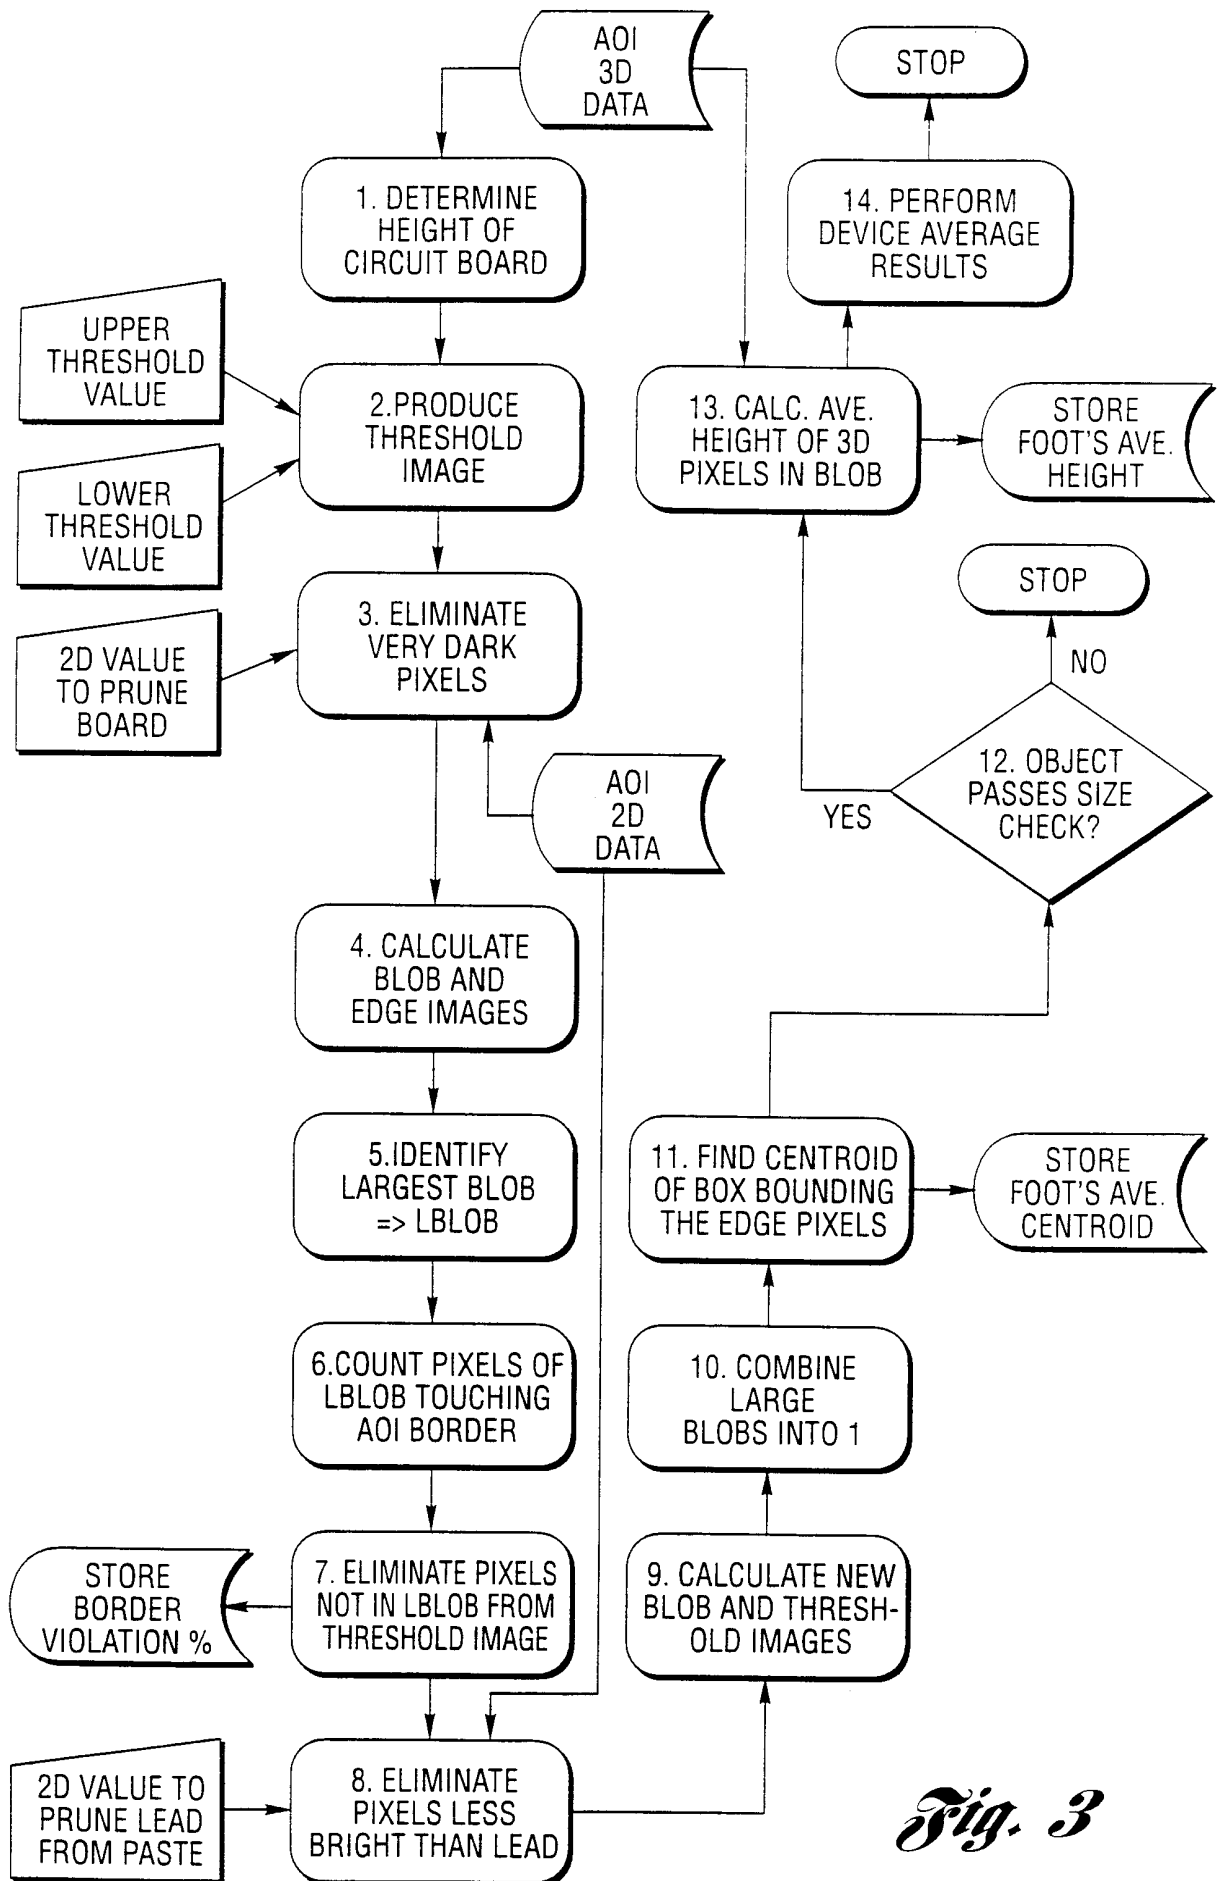 AOI
3D
DATA
STOP
1. DETERMINE
HEIGHT OF
CIRCUIT BOARD
14. PERFORM
DEVICE AVERAGE
RESULTS
UPPER
THRESHOLD
VALUE
2.PRODUCE
THRESHOLD
IMAGE
13. CALC. AVE.
HEIGHT OF 3D
PIXELS IN BLOB
STORE
FOOT'S AVE.
HEIGHT
LOWER
THRESHOLD
VALUE
3. ELIMINATE
VERY DARK
PIXELS
STOP
NO
2D VALUE
TO PRUNE
BOARD
AOI
2D
DATA
YES
12. OBJECT
PASSES SIZE
CHECK?
4. CALCULATE
BLOB AND
EDGE IMAGES
5.IDENTIFY
LARGEST BLOB
=> LBLOB
11. FIND CENTROID
OF BOX BOUNDING
THE EDGE PIXELS
STORE
FOOT'S AVE.
CENTROID
6.COUNT PIXELS OF
LBLOB TOUCHING
AOI BORDER
10. COMBINE
LARGE
BLOBS INTO 1
STORE
BORDER
VIOLATION %
7. ELIMINATE PIXELS
NOT IN LBLOB FROM
THRESHOLD IMAGE
9. CALCULATE NEW
BLOB AND THRESH-
OLD IMAGES
2D VALUE TO
PRUNE LEAD
FROM PASTE
8. ELIMINATE
PIXELS LESS
BRIGHT THAN LEAD
Fig. 3